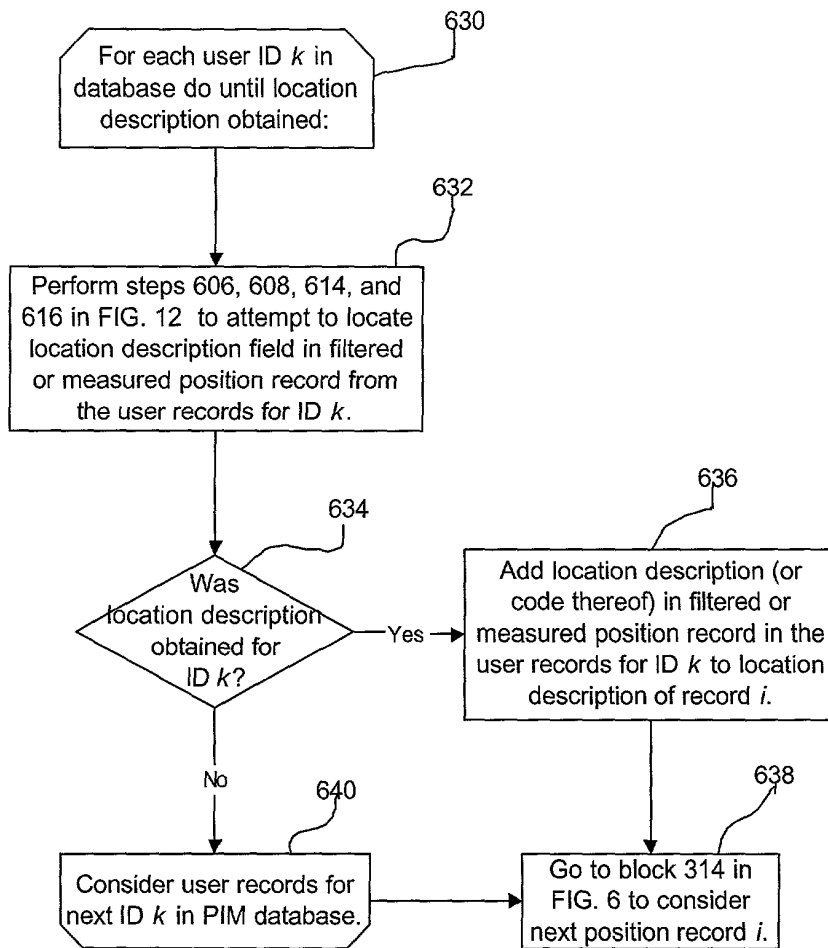 630
For each user ID k in
database do until location
description obtained:
632
Perform steps 606, 608, 614, and
616 in FIG. 12 to attempt to locate
location description field in filtered
or measured position record from
the user records for ID k.
634
Was
location description
obtained for
ID k?
Yes
636
Add location description (or
code thereof) in filtered or
measured position record in the
user records for ID k to location
description of record i.
No
640
Consider user records for
next ID k in PIM database.
638
Go to block 314 in
FIG. 6 to consider
next position record i.